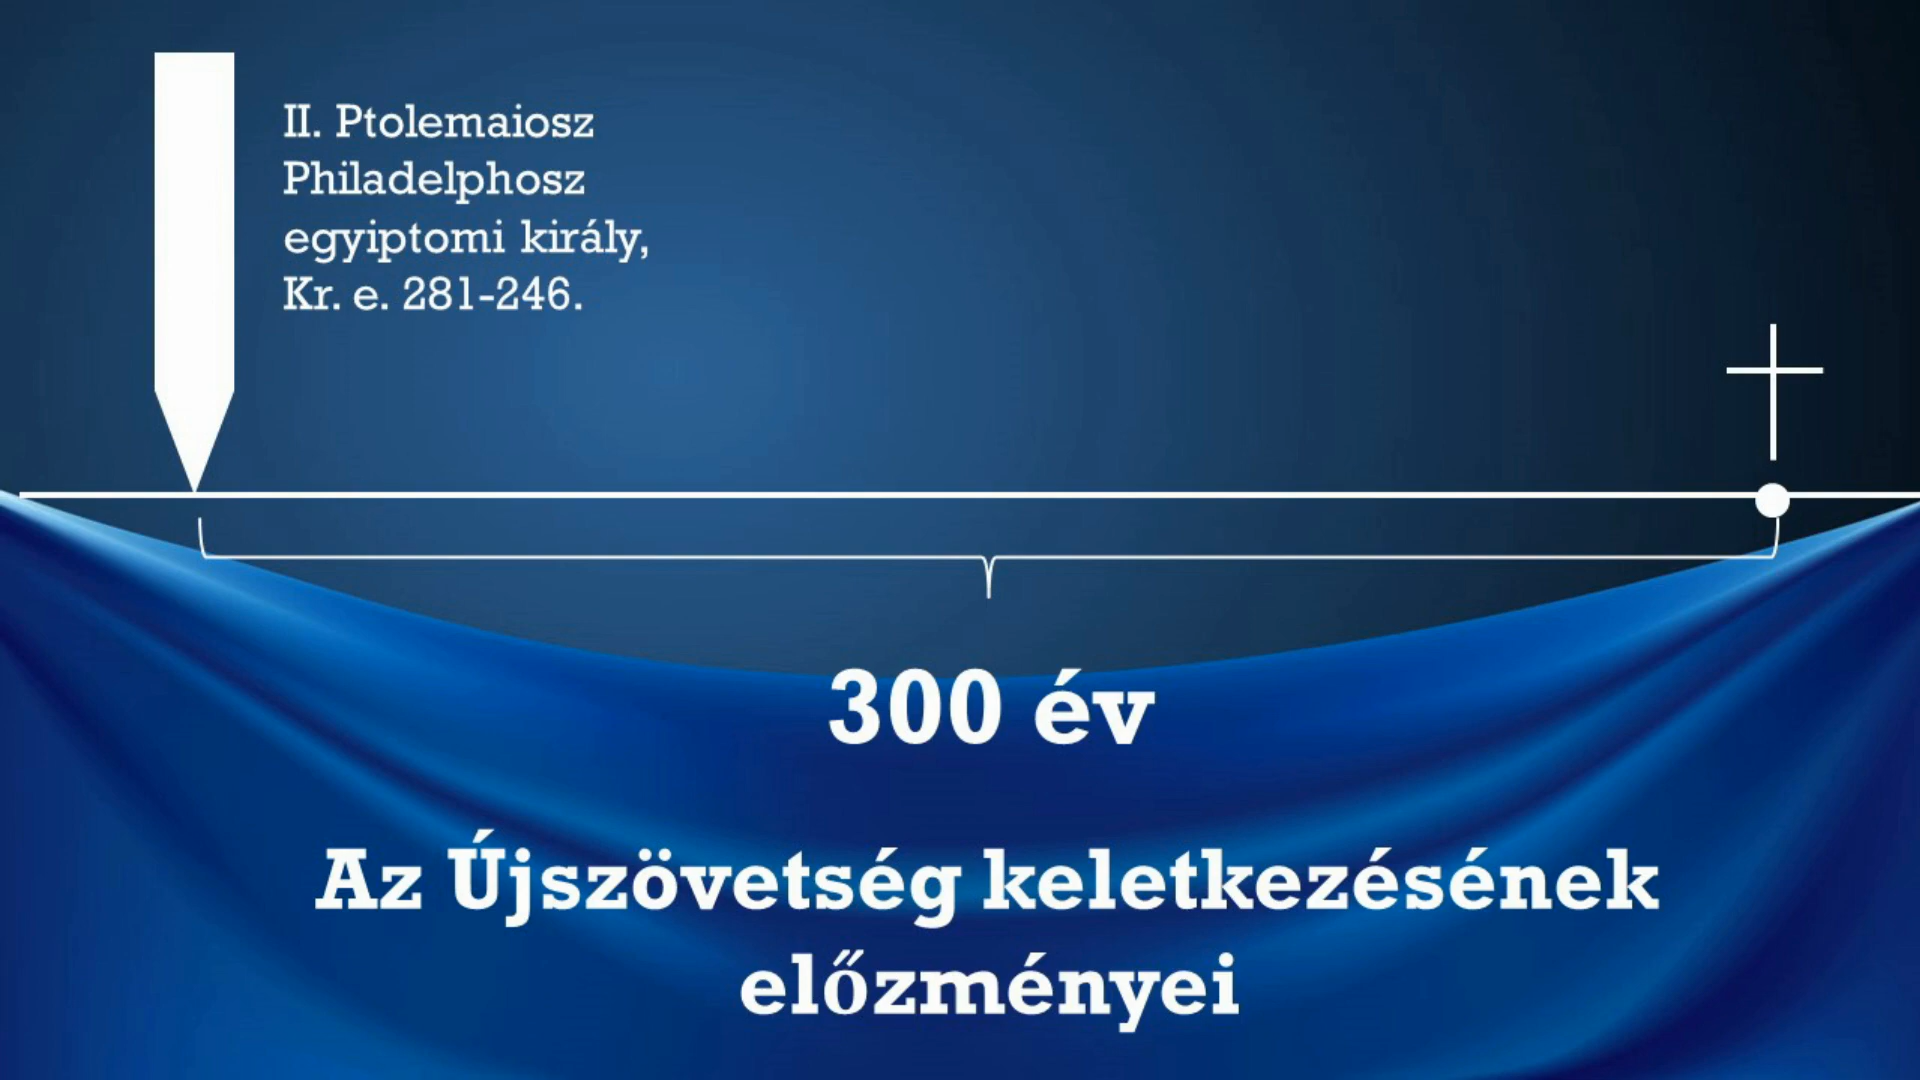 II. Ptolemaiosz
Philadelphosz
egyiptomi király,
Kr. e. 281-246.
300 év
Az Újszövetség keletkezésének
előzményei